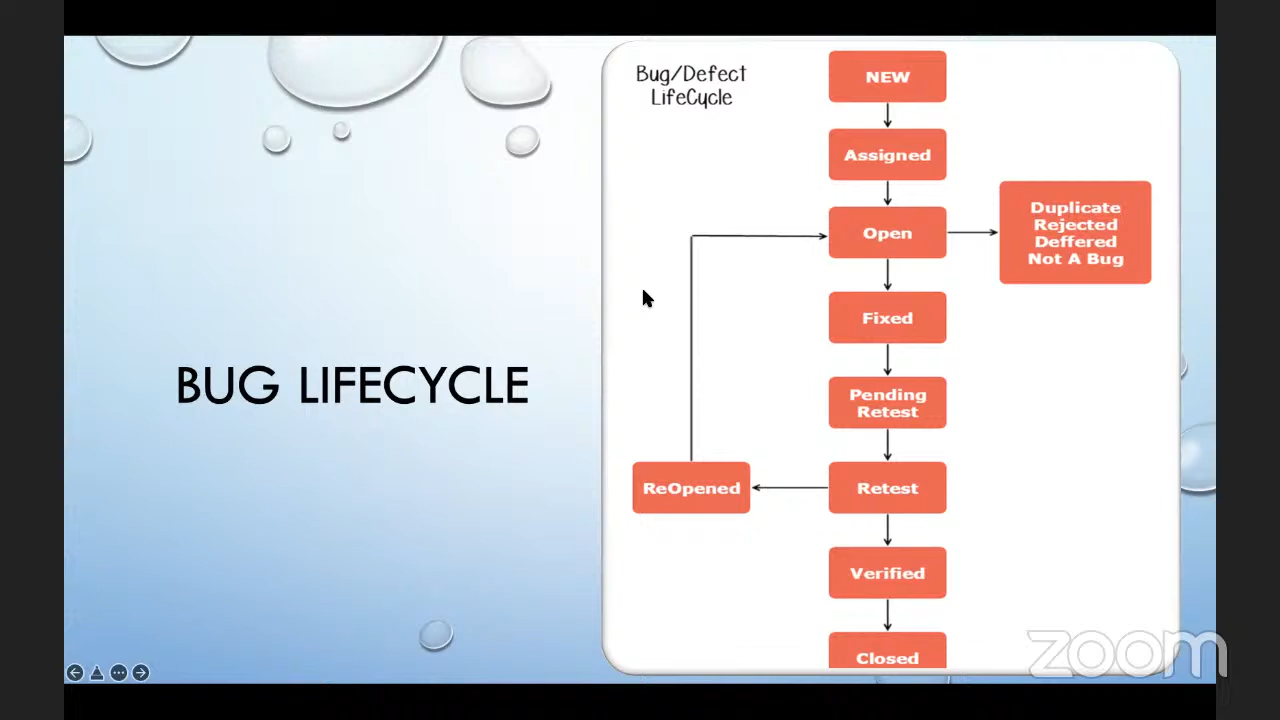 Bug/Defect
LifeCycle
NEW
Assigned
Open
Duplicate
Rejected
Deffered
Not A Bug
Fixed
Pending
Retest
BUG LIFECYCLE
ReOpened
Retest
Verified
Closed
zoom